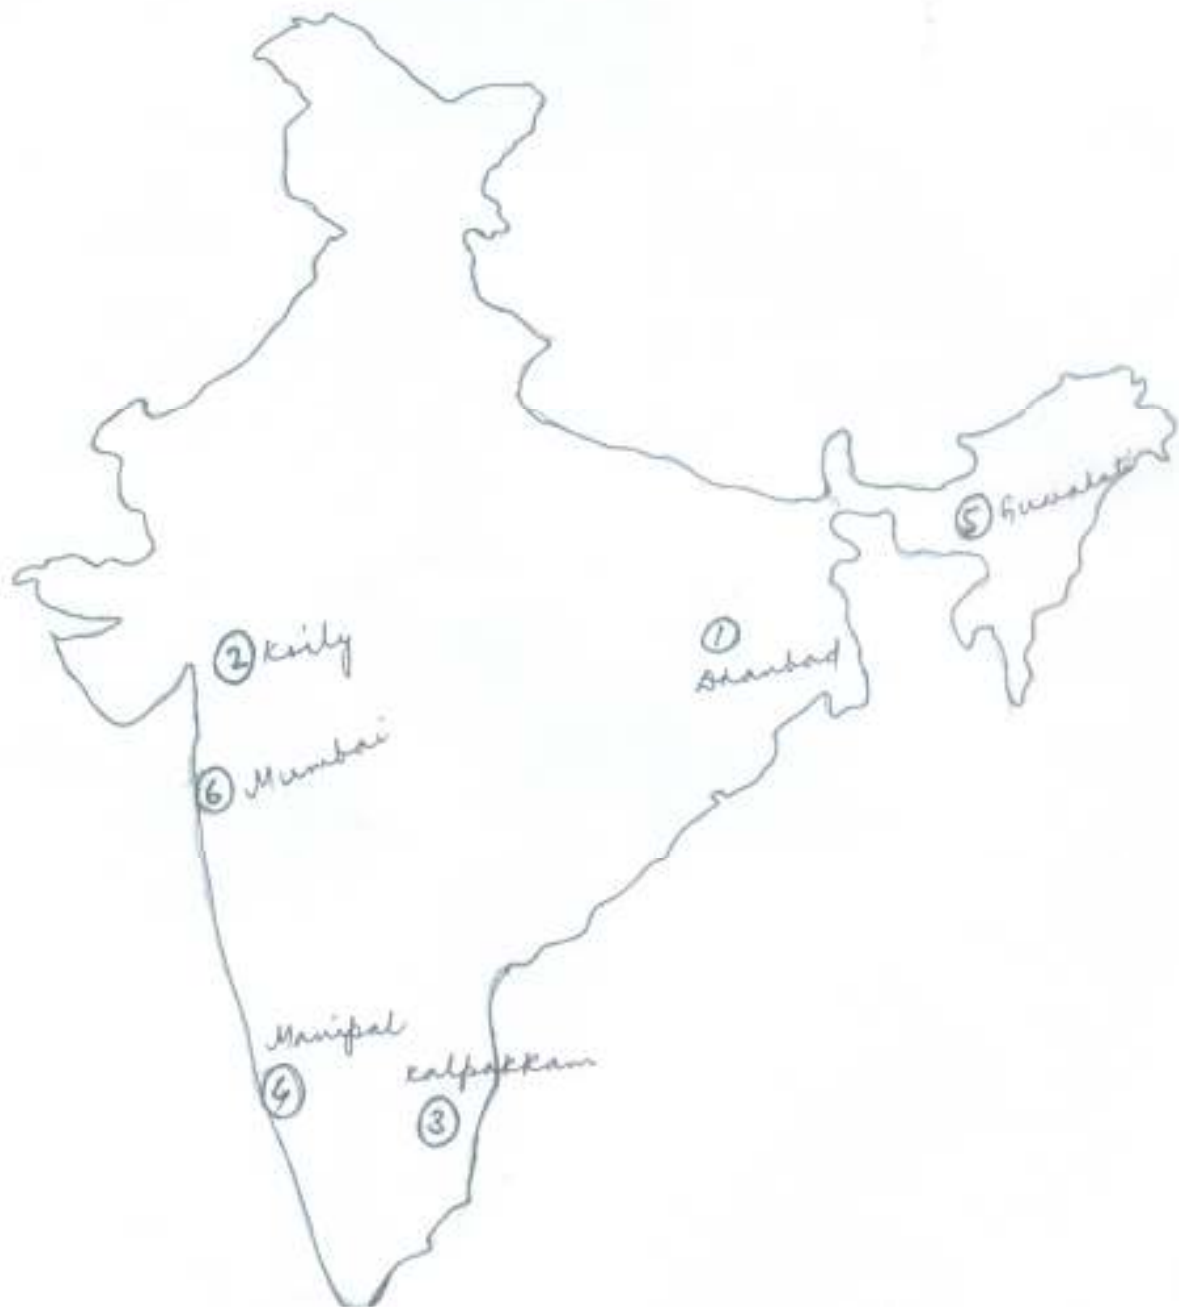 ⑤ Guwahati
① 
Dhanbad
② Koily
⑥ Mumbai
Manipal
④
Kalpakkam
③